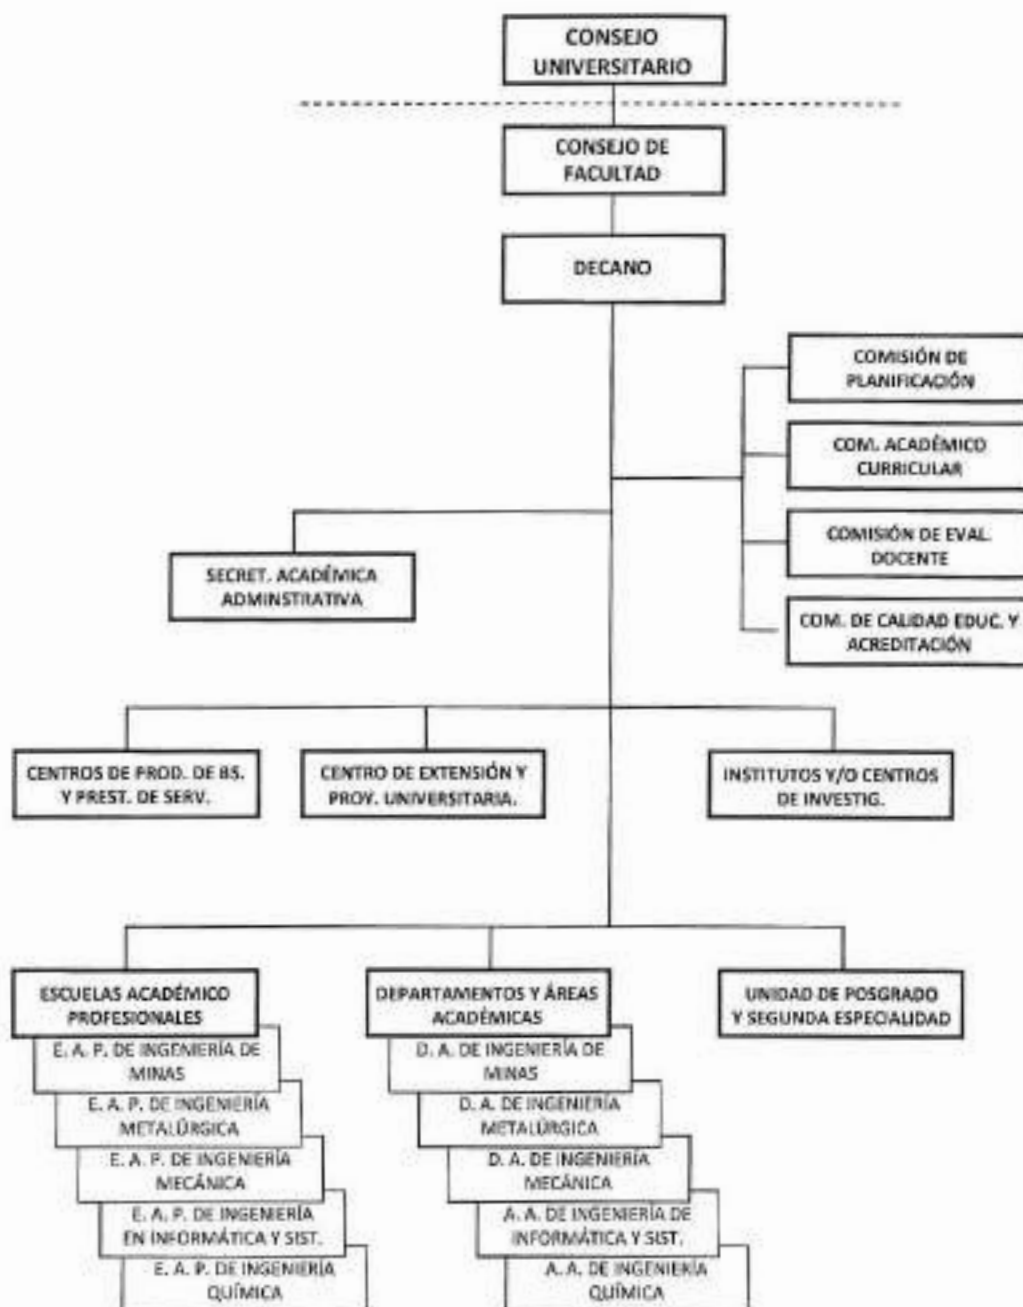 CONSEJO
UNIVERSITARIO
CONSEJO DE
FACULTAD
DECANO
COMISIÓN DE
PLANIFICACIÓN
COM. ACADÉMICO
CURRICULAR
COMISIÓN DE EVAL.
DOCENTE
COM. DE CALIDAD EDUC. Y
ACREDITACIÓN
SECRET. ACADÉMICA
ADMINSTRATIVA
CENTROS DE PROD. DE BS.
Y PREST. DE SERV.
CENTRO DE EXTENSIÓN Y
PROY. UNIVERSITARIA.
INSTITUTOS Y/O CENTROS
DE INVESTIG.
ESCUELAS ACADÉMICO
PROFESIONALES
E. A. P. DE INGENIERÍA DE
MINAS
E. A. P. DE INGENIERÍA
METALÚRGICA
E. A. P. DE INGENIERÍA
MECÁNICA
E. A. P. DE INGENIERÍA
EN INFORMÁTICA Y SIST.
E. A. P. DE INGENIERÍA
QUÍMICA
DEPARTAMENTOS Y ÁREAS
ACADÉMICAS
D. A. DE INGENIERÍA DE
MINAS
D. A. DE INGENIERÍA
METALÚRGICA
D. A. DE INGENIERÍA
MECÁNICA
A. A. DE INGENIERÍA DE
INFORMÁTICA Y SIST.
A. A. DE INGENIERÍA
QUÍMICA
UNIDAD DE POSGRADO
Y SEGUNDA ESPECIALIDAD